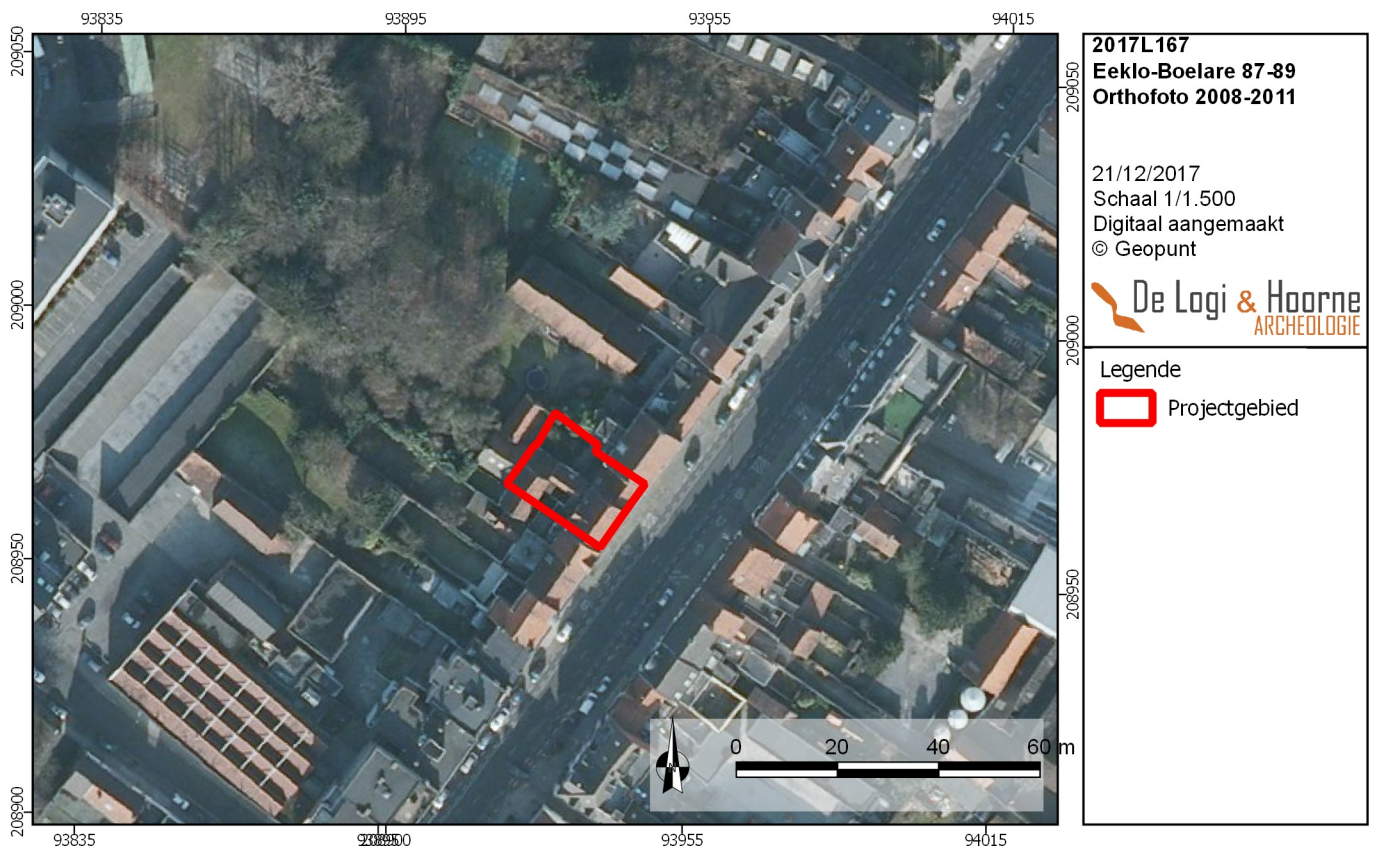 93835
93895
93955
94015
209050
209000
208950
208900
209050
209000
208950
2017L167
Eeklo-Boelare 87-89
Orthofoto 2008-2011
21/12/2017
Schaal 1/1.500
Digitaal aangemaakt
© Geopunt
De Logi & Hoorne
ARCHEOLOGIE
Legende
Projectgebied
N
0 20 40 60 m
93835
93955
94015